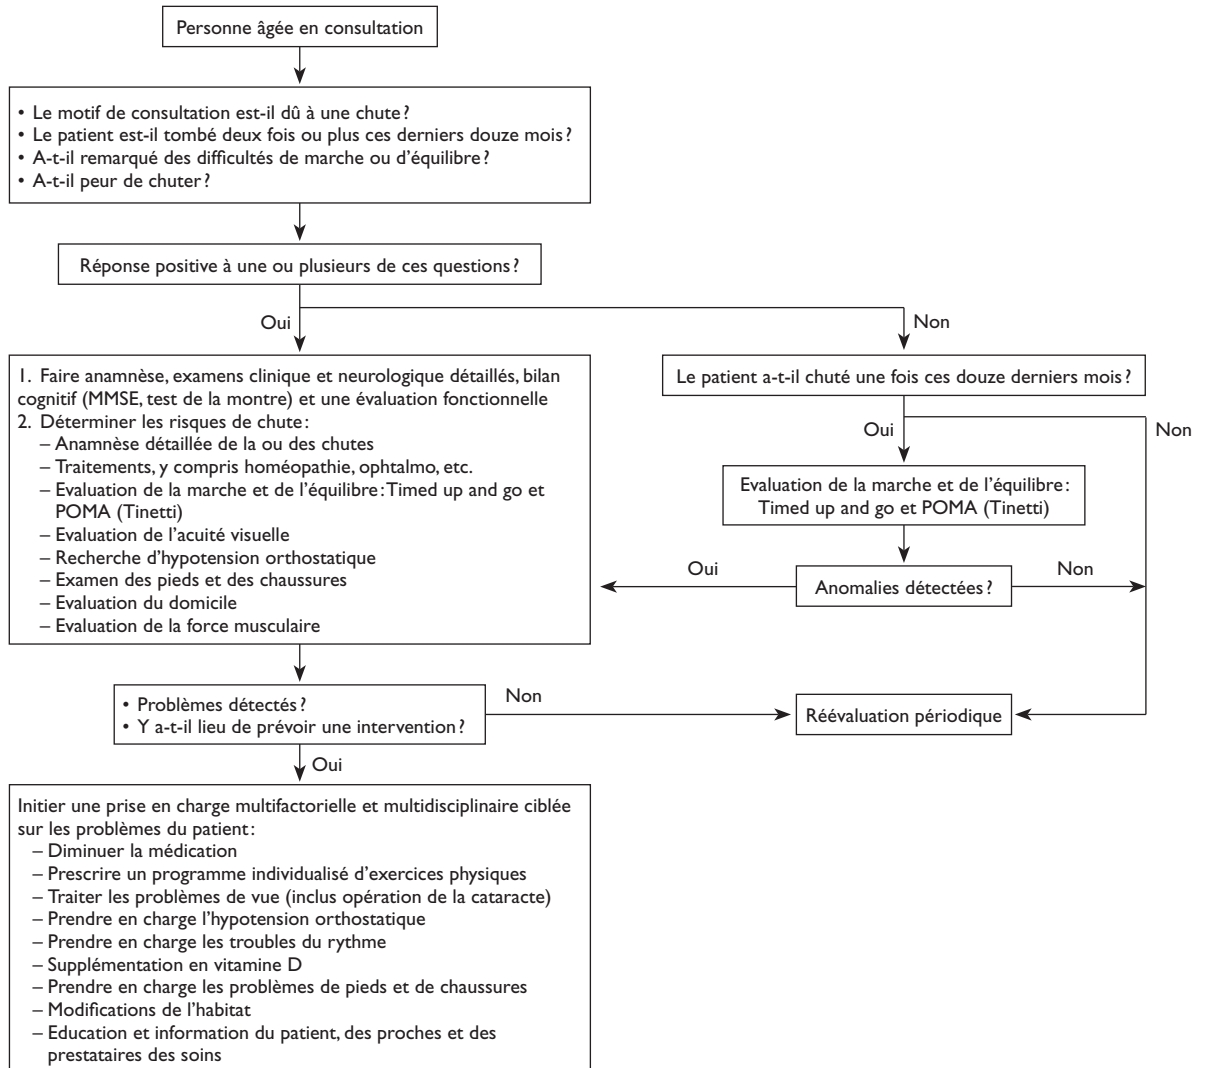 Personne âgée en consultation
• Le motif de consultation est-il dû à une chute ?
• Le patient est-il tombé deux fois ou plus ces derniers douze mois ?
• A-t-il remarqué des difficultés de marche ou d'équilibre ?
• A-t-il peur de chuter ?
Réponse positive à une ou plusieurs de ces questions ?
Oui
Non
1. Faire anamnèse, examens clinique et neurologique détaillés, bilan
cognitif (MMSE, test de la montre) et une évaluation fonctionnelle
2. Déterminer les risques de chute :
– Anamnèse détaillée de la ou des chutes
– Traitements, y compris homéopathie, ophtalmo, etc.
– Evaluation de la marche et de l'équilibre : Timed up and go et
POMA (Tinetti)
– Evaluation de l'acuité visuelle
– Recherche d'hypotension orthostatique
– Examen des pieds et des chaussures
– Evaluation du domicile
– Evaluation de la force musculaire
Le patient a-t-il chuté une fois ces douze derniers mois ?
Oui
Non
Evaluation de la marche et de l'équilibre :
Timed up and go et POMA (Tinetti)
Oui
Anomalies détectées ?
Non
• Problèmes détectés ?
• Y a-t-il lieu de prévoir une intervention ?
Non
Réévaluation périodique
Oui
Initier une prise en charge multifactorielle et multidisciplinaire ciblée
sur les problèmes du patient :
– Diminuer la médication
– Prescrire un programme individualisé d'exercices physiques
– Traiter les problèmes de vue (inclus opération de la cataracte)
– Prendre en charge l'hypotension orthostatique
– Prendre en charge les troubles du rythme
– Supplémentation en vitamine D
– Prendre en charge les problèmes de pieds et de chaussures
– Modifications de l'habitat
– Education et information du patient, des proches et des
prestataires des soins